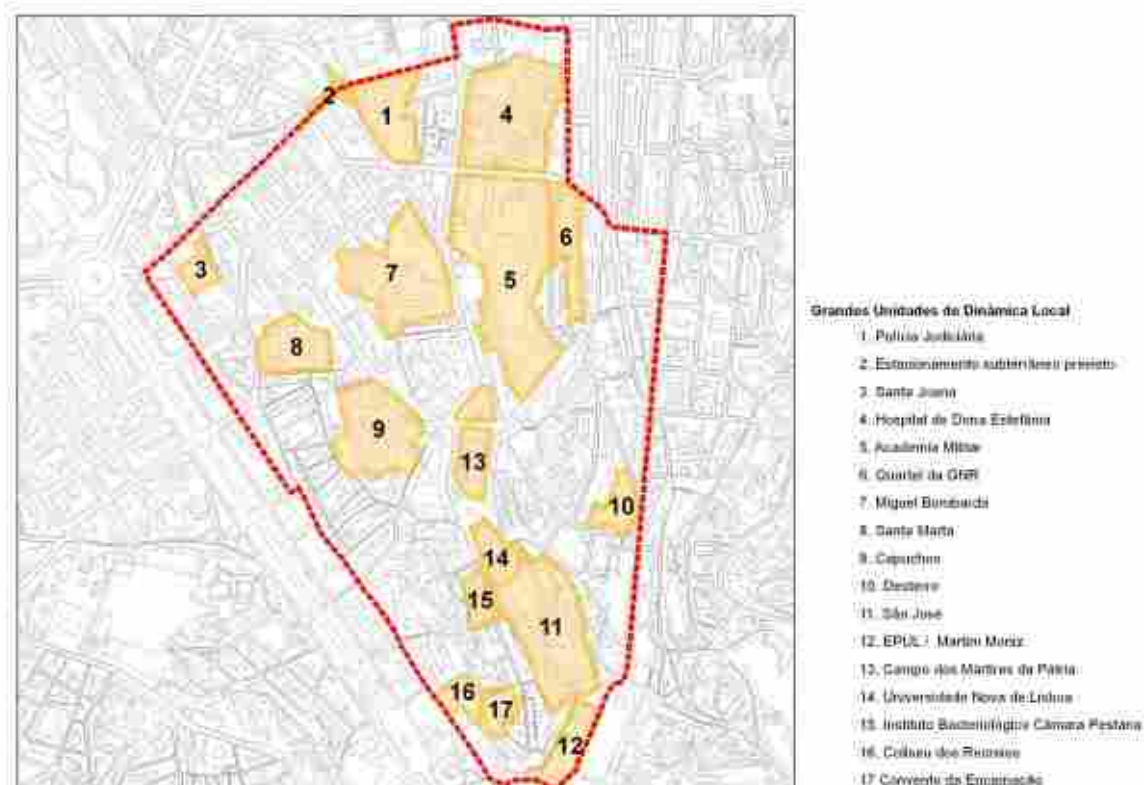 2
1
4
3
6
7
5
8
9
13
10
14
15
11
16
17
12
Grandes Unidades de Dinâmica Local
1. Polícia Judiciária
2. Estacionamento subterrâneo previsto
3. Santa Joana
4. Hospital de Dona Estefânia
5. Academia Militar
6. Quartel da GNR
7. Miguel Bombarda
8. Santa Marta
9. Capuchos
10. Desterro
11. São José
12. EPUL / Martim Moniz
13. Campo dos Mártires da Pátria
14. Universidade Nova de Lisboa
15. Instituto Bacteriológico Câmara Pestana
16. Coliseu dos Recreios
17 Convento da Encarnação